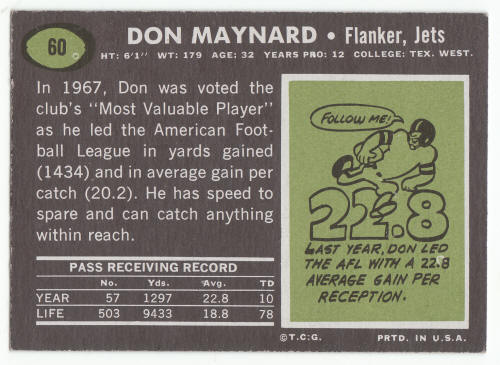 60
DON MAYNARD • Flanker, Jets
HT: 6'1" WT: 179 AGE: 32 YEARS PRO: 12 COLLEGE: TEX. WEST.
In 1967, Don was voted the
club's "Most Valuable Player"
as he led the American Foot-
ball League in yards gained
(1434) and in average gain per
catch (20.2). He has speed to
spare and can catch anything
within reach.
FOLLOW ME!
22.8
LAST YEAR, DON LED
THE AFL WITH A 22.8
AVERAGE GAIN PER
RECEPTION.
PASS RECEIVING RECORD
No. Yds. Avg. TD
YEAR 57 1297 22.8 10
LIFE 503 9433 18.8 78
©T.C.G. PRTD. IN U.S.A.